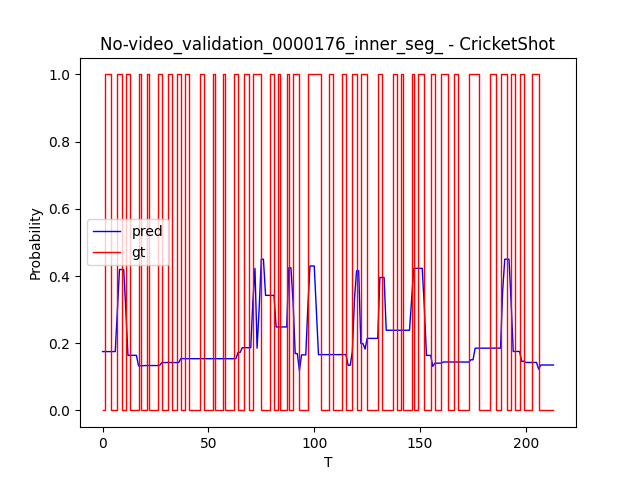 No-video_validation_0000176_inner_seg_ - CricketShot
1.0
0.8
0.6
0.4
0.2
0.0
Probability
pred
gt
0 50 100 150 200
T